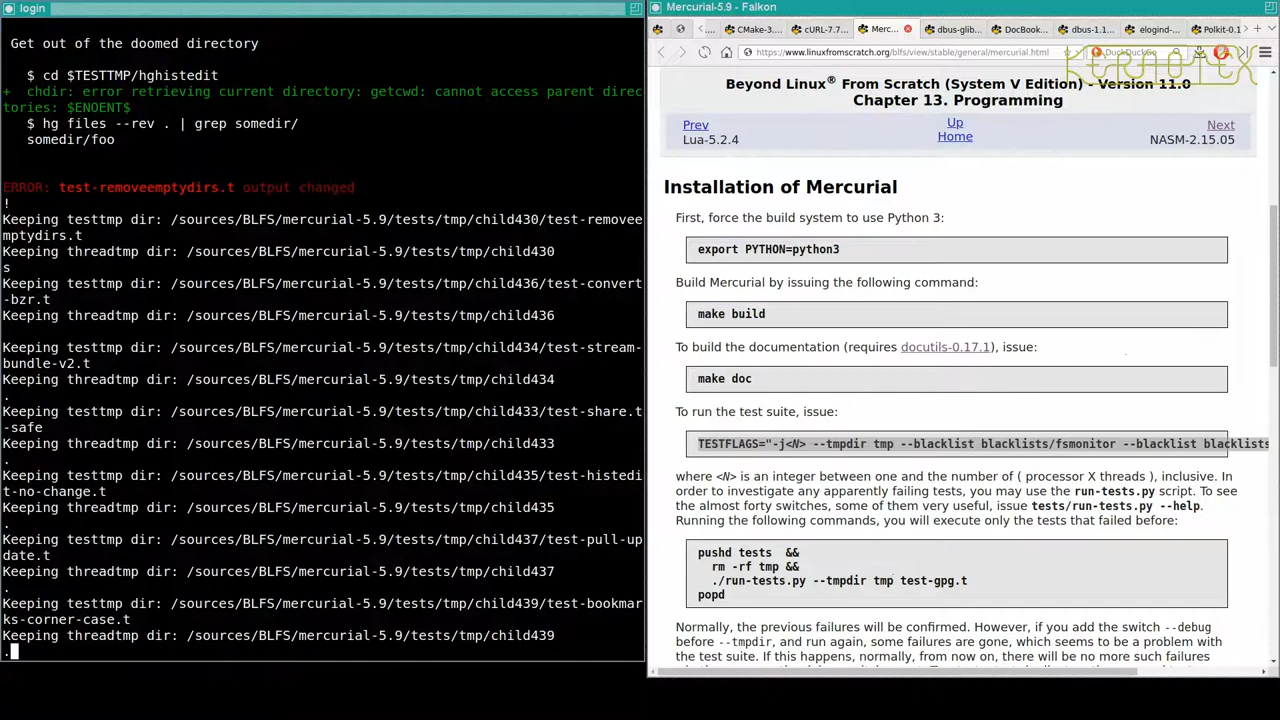 login
Get out of the doomed directory
$ cd $TESTTMP/hghistedit
+  chdir: error retrieving current directory: getcwd: cannot access parent direc
tories: $ENOENT$
$ hg files --rev . | grep somedir/
somedir/foo
ERROR: test-removeemptydirs.t output changed
!
Keeping testtmp dir: /sources/BLFS/mercurial-5.9/tests/tmp/child430/test-removee
mptydirs.t
Keeping threadtmp dir: /sources/BLFS/mercurial-5.9/tests/tmp/child430
s
Keeping testtmp dir: /sources/BLFS/mercurial-5.9/tests/tmp/child436/test-convert
-bzr.t
Keeping threadtmp dir: /sources/BLFS/mercurial-5.9/tests/tmp/child436
Keeping testtmp dir: /sources/BLFS/mercurial-5.9/tests/tmp/child434/test-stream-
bundle-v2.t
Keeping threadtmp dir: /sources/BLFS/mercurial-5.9/tests/tmp/child434
.
Keeping testtmp dir: /sources/BLFS/mercurial-5.9/tests/tmp/child433/test-share.t
-safe
Keeping threadtmp dir: /sources/BLFS/mercurial-5.9/tests/tmp/child433
.
Keeping testtmp dir: /sources/BLFS/mercurial-5.9/tests/tmp/child435/test-histedi
t-no-change.t
Keeping threadtmp dir: /sources/BLFS/mercurial-5.9/tests/tmp/child435
.
Keeping testtmp dir: /sources/BLFS/mercurial-5.9/tests/tmp/child437/test-pull-up
date.t
Keeping threadtmp dir: /sources/BLFS/mercurial-5.9/tests/tmp/child437
.
Keeping testtmp dir: /sources/BLFS/mercurial-5.9/tests/tmp/child439/test-bookmar
ks-corner-case.t
Keeping threadtmp dir: /sources/BLFS/mercurial-5.9/tests/tmp/child439
.
Mercurial-5.9 - Falkon
CMake-3... cURL-7.7... Merc... dbus-glib... DocBook... dbus-1.1... elogind-... Polkit-0.1
https://www.linuxfromscratch.org/blfs/view/stable/general/mercurial.html DuckDuckGo
KERNOTEX
Beyond Linux® From Scratch (System V Edition) - Version 11.0
Chapter 13. Programming
Prev Up Next
Lua-5.2.4 Home NASM-2.15.05
Installation of Mercurial
First, force the build system to use Python 3:
export PYTHON=python3
Build Mercurial by issuing the following command:
make build
To build the documentation (requires docutils-0.17.1), issue:
make doc
To run the test suite, issue:
TESTFLAGS="-j<N> --tmpdir tmp --blacklist blacklists/fsmonitor --blacklist blacklists
where <N> is an integer between one and the number of ( processor X threads ), inclusive. In
order to investigate any apparently failing tests, you may use the run-tests.py script. To see
the almost forty switches, some of them very useful, issue tests/run-tests.py --help.
Running the following commands, you will execute only the tests that failed before:
pushd tests  &&
rm -rf tmp &&
./run-tests.py --tmpdir tmp test-gpg.t
popd
Normally, the previous failures will be confirmed. However, if you add the switch --debug
before --tmpdir, and run again, some failures are gone, which seems to be a problem with
the test suite. If this happens, normally, from now on, there will be no more such failures